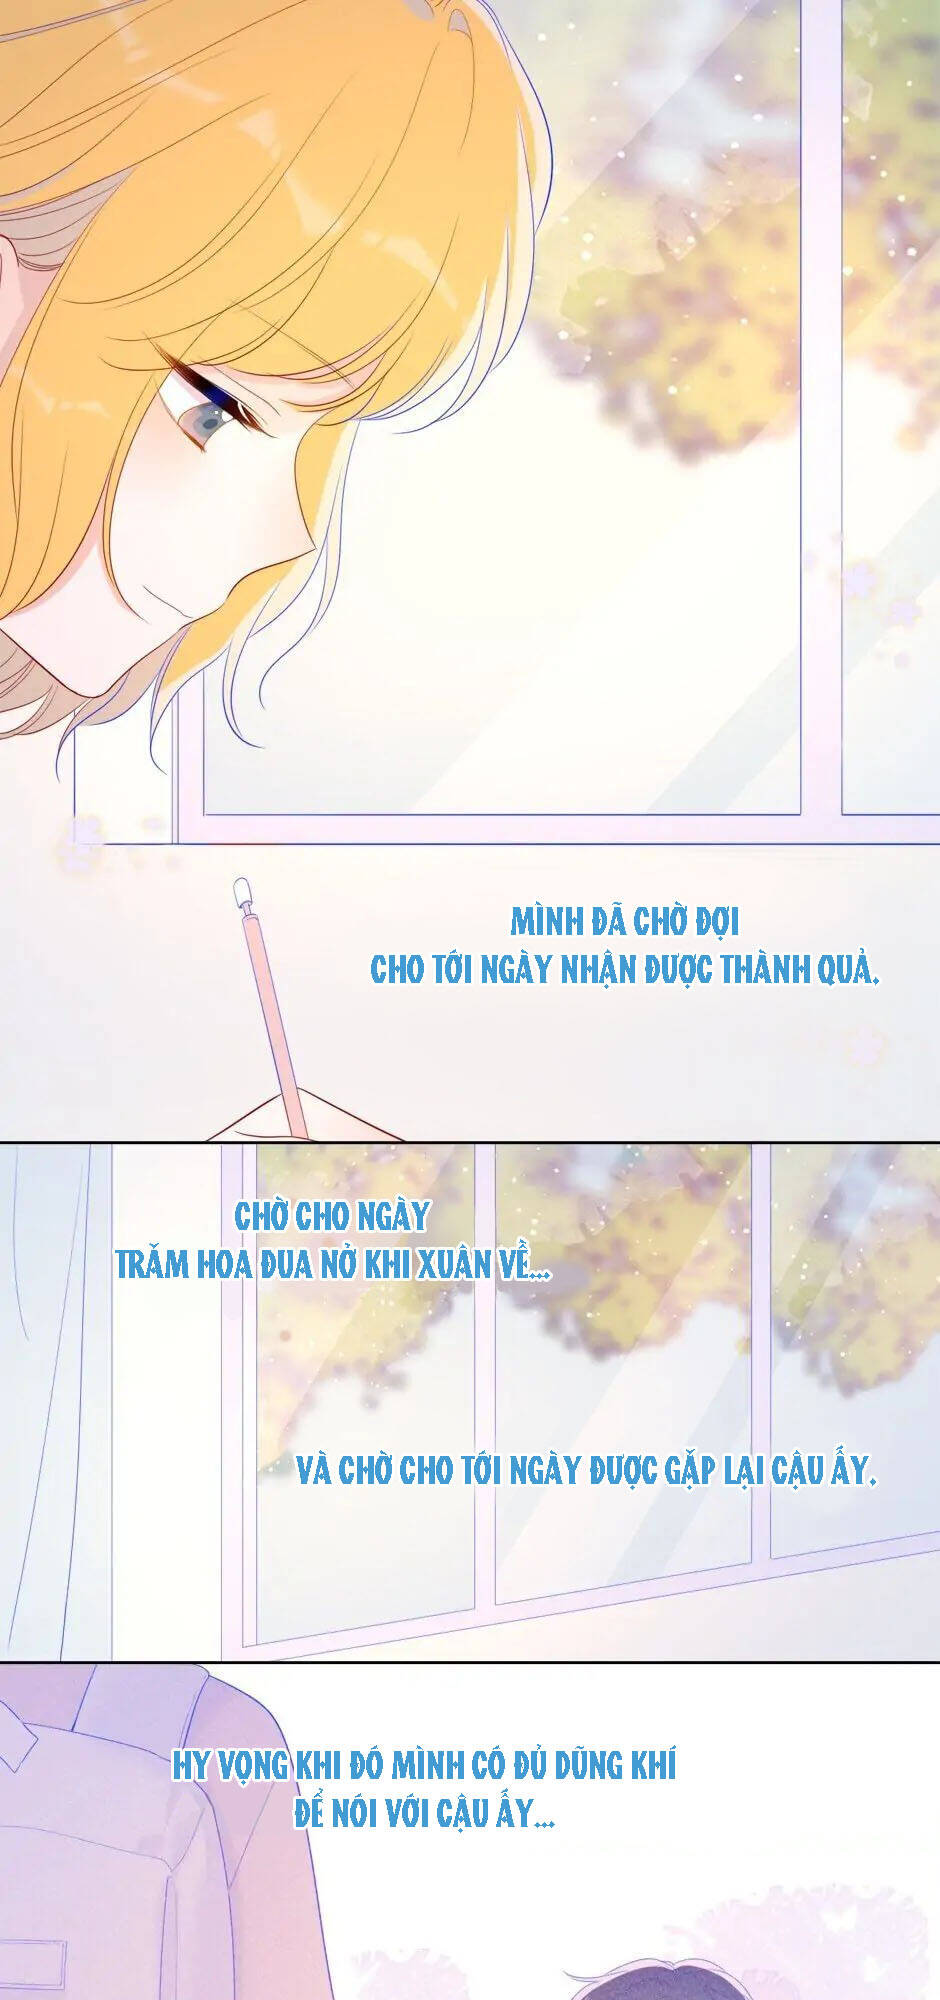 MÌNH ĐÃ CHỜ ĐỢI
CHO TỚI NGÀY NHẬN ĐƯỢC THÀNH QUẢ.
CHỜ CHO NGÀY
TRĂM HOA ĐUA NỞ KHI XUÂN VỀ...
VÀ CHỜ CHO TỚI NGÀY ĐƯỢC GẶP LẠI CẬU ẤY.
HY VỌNG KHI ĐÓ MÌNH CÓ ĐỦ DŨNG KHÍ
ĐỂ NÓI VỚI CẬU ẤY...